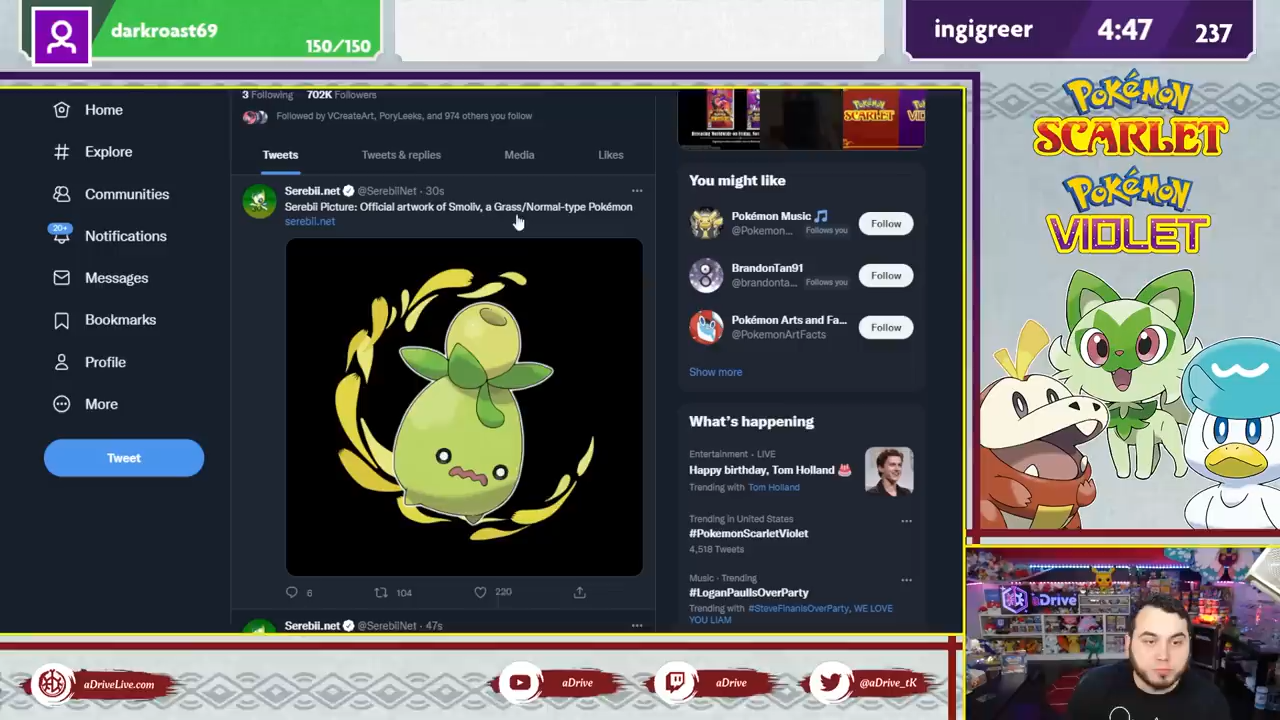 darkroast69
150/150
ingigreer
4:47
237
3 Following 702K Followers
Followed by VCreateArt, PoryLeeks, and 974 others you follow
Home
Explore
Communities
20+
Notifications
Messages
Bookmarks
Profile
More
Tweet
Tweets
Tweets & replies
Media
Likes
Serebii.net @SerebiiNet · 30s
Serebii Picture: Official artwork of Smoliv, a Grass/Normal-type Pokémon
serebii.net
6
104
220
Serebii.net @SerebiiNet · 47s
You might like
Pokémon Music
@Pokemon... Follows you
Follow
BrandonTan91
@brandonta... Follows you
Follow
Pokémon Arts and Fa...
@PokemonArtFacts
Follow
Show more
What's happening
Entertainment · LIVE
Happy birthday, Tom Holland
Trending with Tom Holland
Trending in United States
#PokemonScarletViolet
4,518 Tweets
Music · Trending
#LoganPaulIsOverParty
Trending with #SteveFinanIsOverParty, WE LOVE
YOU LIAM
POKÉMON
SCARLET
POKÉMON
VIOLET
aDrive
aDriveLive.com
aDrive
aDrive
@aDrive_tK